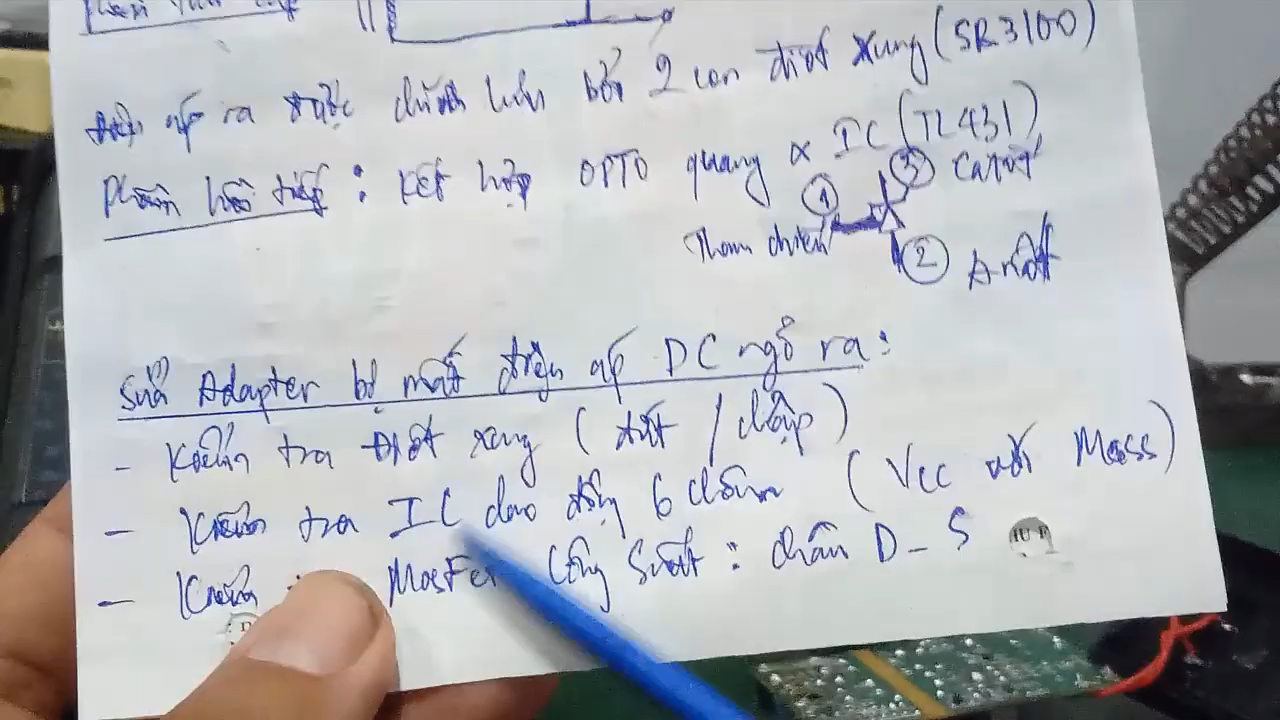 điện áp ra được chỉnh lưu bởi 2 con điốt xung (SR3100)
Phần hồi tiếp : Kết hợp OPTO quang & IC (TL431)
① ③ Catốt
Tham chiếu
② Anốt
Sửa Adapter bị mất điện áp DC ngõ ra :
- Kiểm tra điốt xung ( đứt / chập )
- Kiểm tra IC dao động 6 chân ( Vcc với Mass )
- Kiểm MosFet công suất : chân D - S